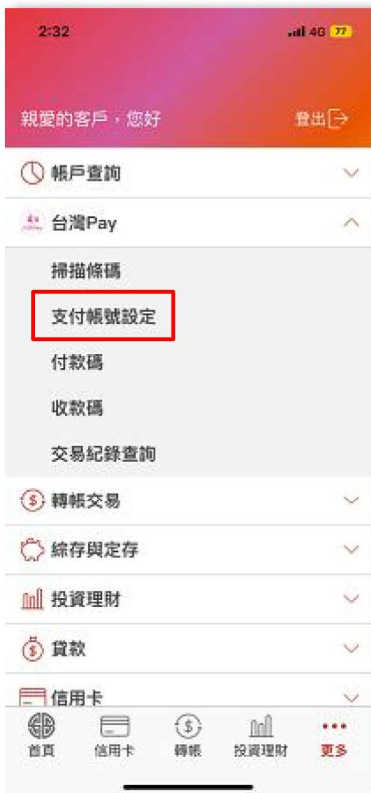 2:32
4G 77
親愛的客戶，您好
登出
帳戶查詢
台灣Pay
掃描條碼
支付帳號設定
付款碼
收款碼
交易紀錄查詢
轉帳交易
綜存與定存
投資理財
貸款
信用卡
首頁 信用卡 轉帳 投資理財 更多